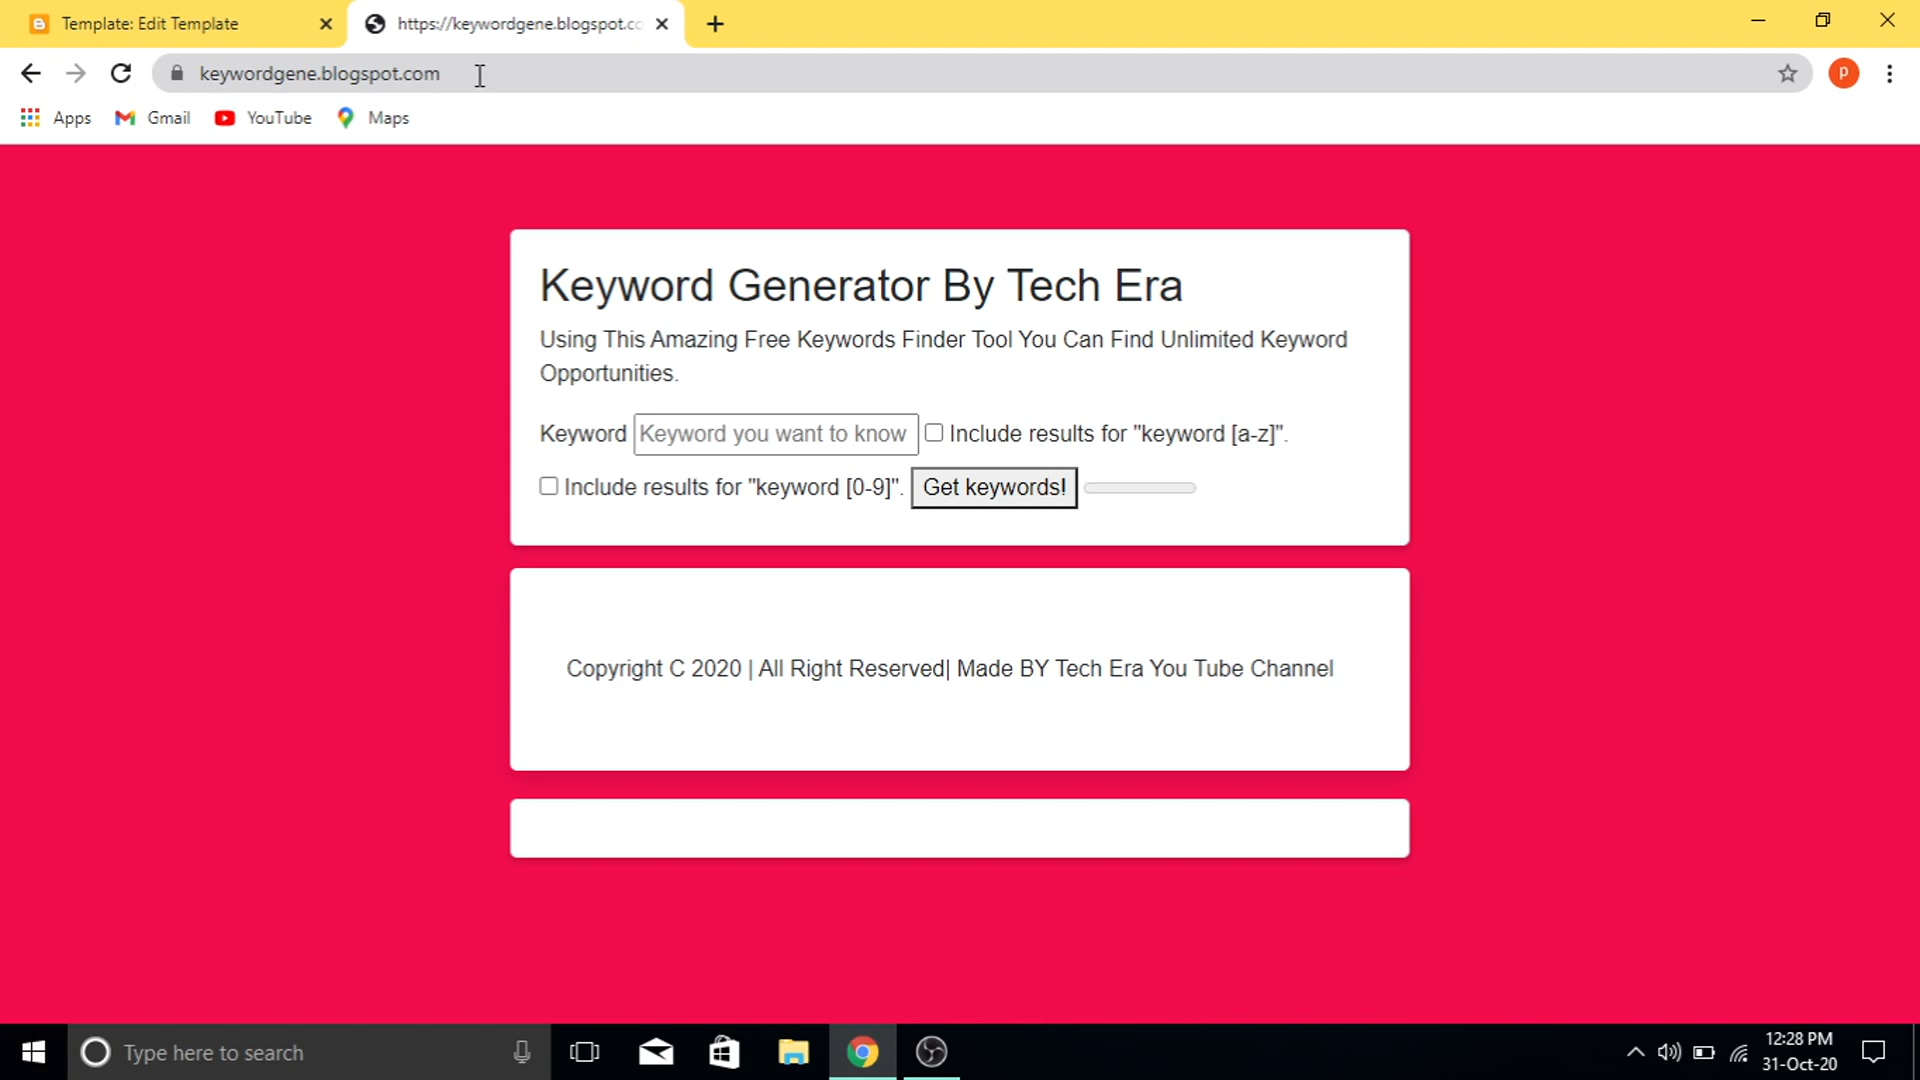 Template: Edit Template
https://keywordgene.blogspot.co
keywordgene.blogspot.com
P
Apps
Gmail
YouTube
Maps
Keyword Generator By Tech Era
Using This Amazing Free Keywords Finder Tool You Can Find Unlimited Keyword
Opportunities.
Keyword Keyword you want to know Include results for "keyword [a-z]".
Include results for "keyword [0-9]". Get keywords!
Copyright C 2020 | All Right Reserved| Made BY Tech Era You Tube Channel
Type here to search
12:28 PM
31-Oct-20